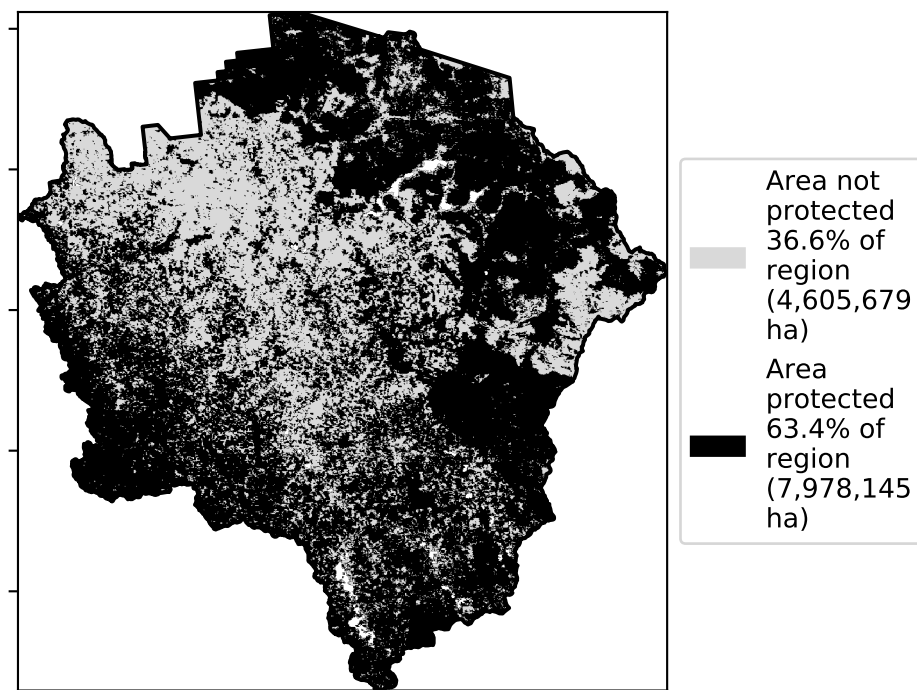 Area not
protected
36.6% of
region
(4,605,679
ha)
Area
protected
63.4% of
region
(7,978,145
ha)